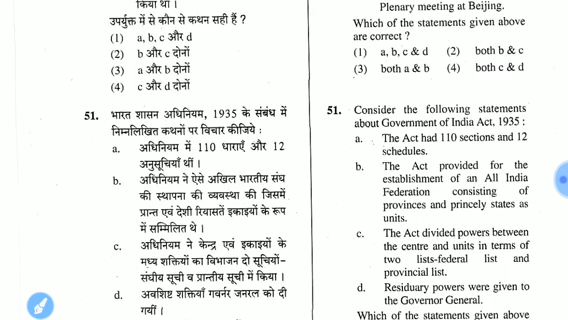 किया था ।
उपर्युक्त में से कौन से कथन सही हैं ?
(1) a, b, c और d
(2) b और c दोनों
(3) a और b दोनों
(4) c और d दोनों
51. भारत शासन अधिनियम, 1935 के संबंध में
निम्नलिखित कथनों पर विचार कीजिये :
a. अधिनियम में 110 धाराएँ और 12
अनुसूचियाँ थीं ।
b. अधिनियम ने ऐसे अखिल भारतीय संघ
की स्थापना की व्यवस्था की जिसमें
प्रान्त एवं देशी रियासतें इकाइयों के रूप
में सम्मिलित थे ।
c. अधिनियम ने केन्द्र एवं इकाइयों के
मध्य शक्तियों का विभाजन दो सूचियों–
संघीय सूची व प्रान्तीय सूची में किया ।
d. अवशिष्ट शक्तियाँ गवर्नर जनरल को दी
गयीं ।
Plenary meeting at Beijing.
Which of the statements given above
are correct ?
(1) a, b, c & d (2) both b & c
(3) both a & b (4) both c & d
51. Consider the following statements
about Government of India Act, 1935 :
a. The Act had 110 sections and 12
schedules.
b. The Act provided for the
establishment of an All India
Federation consisting of
provinces and princely states as
units.
c. The Act divided powers between
the centre and units in terms of
two lists-federal list and
provincial list.
d. Residuary powers were given to
the Governor General.
Which of the statements given above